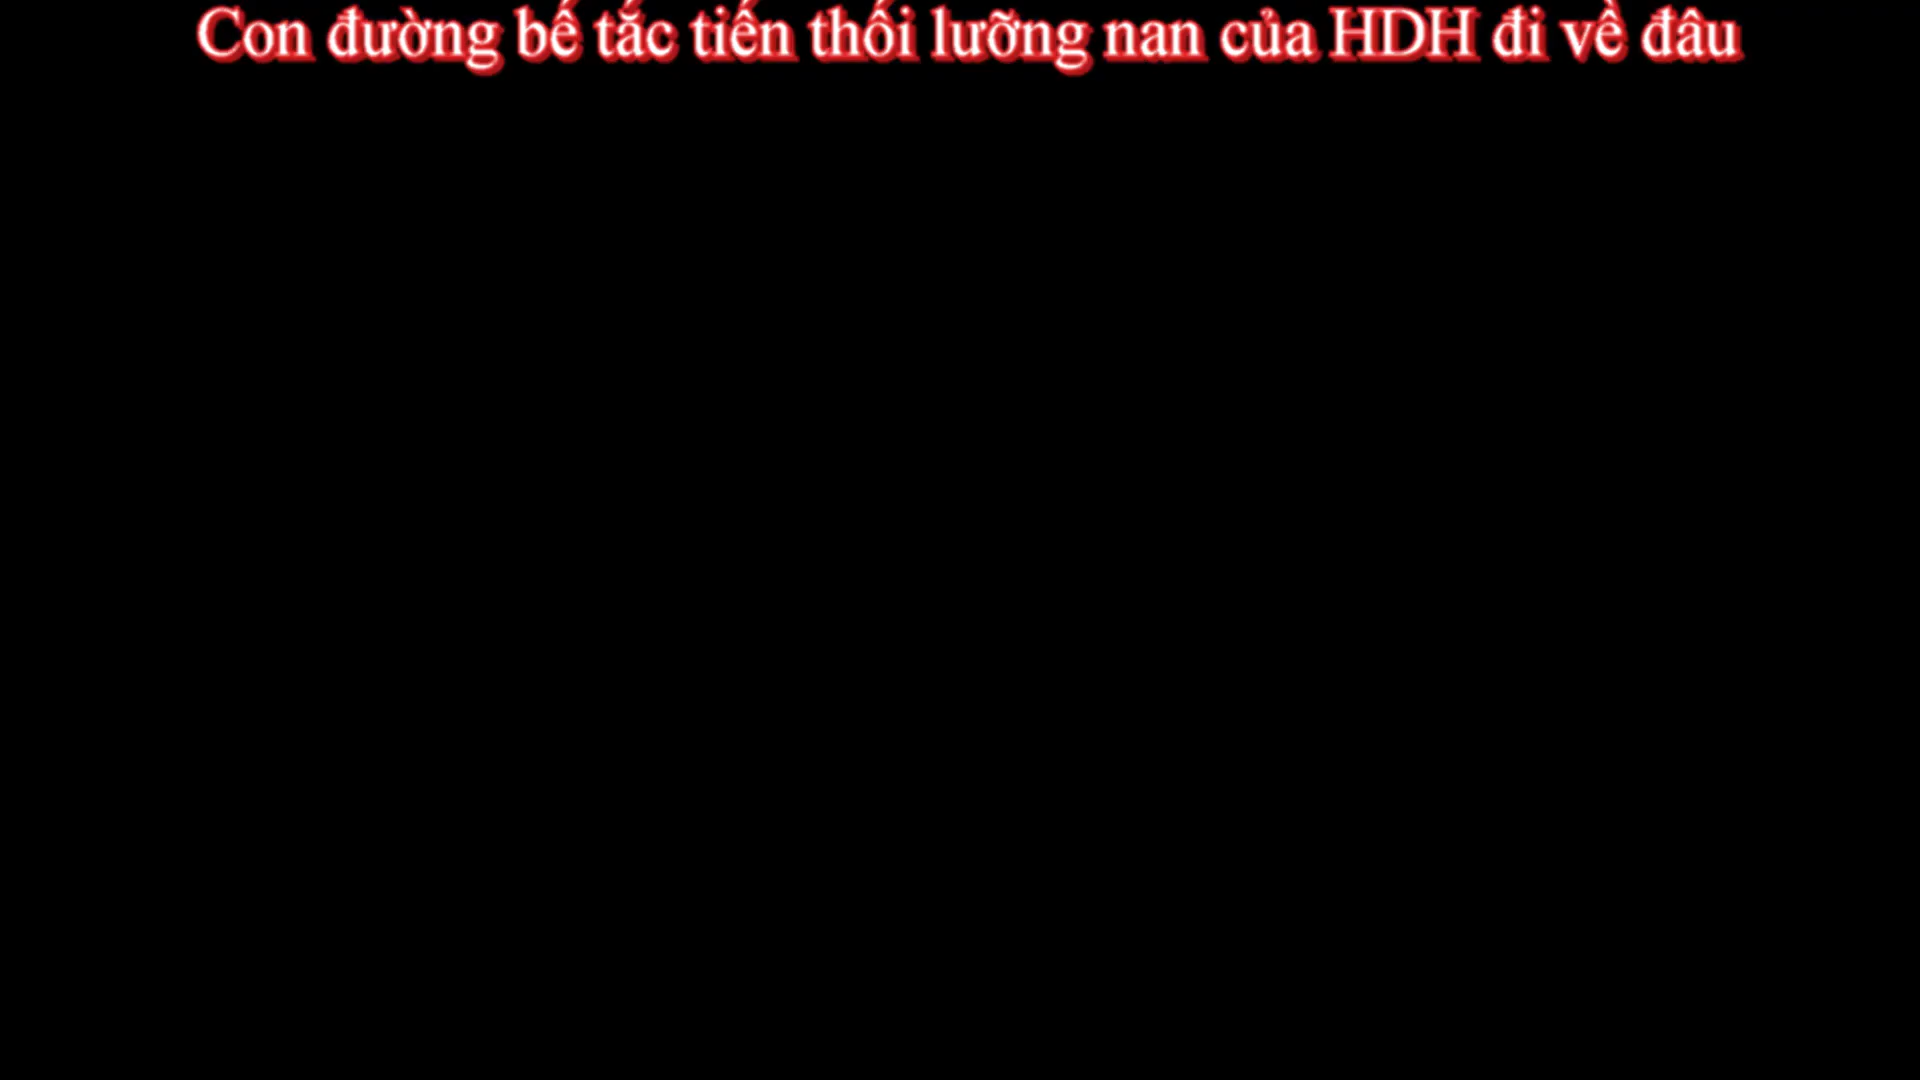 Con đường bế tắc tiến thối lưỡng nan của HDH đi về đâu